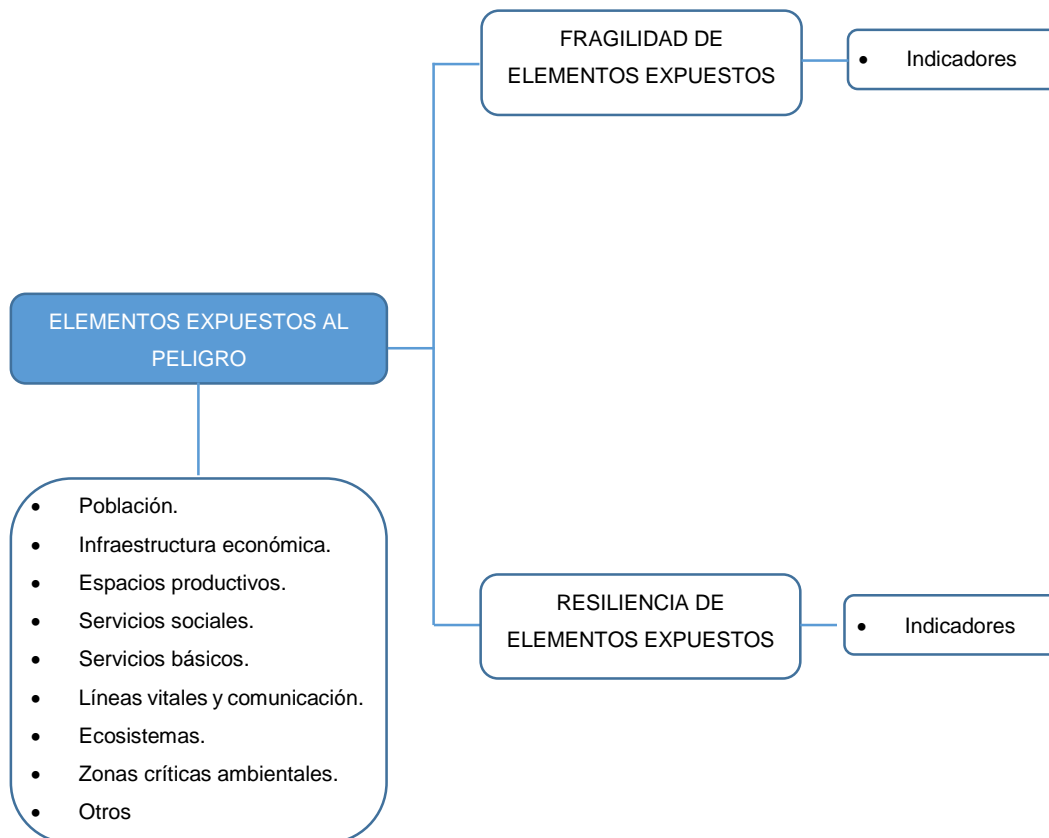 FRAGILIDAD DE
ELEMENTOS EXPUESTOS
• Indicadores
ELEMENTOS EXPUESTOS AL
PELIGRO
• Población.
• Infraestructura económica.
• Espacios productivos.
• Servicios sociales.
• Servicios básicos.
• Líneas vitales y comunicación.
• Ecosistemas.
• Zonas críticas ambientales.
• Otros
RESILIENCIA DE
ELEMENTOS EXPUESTOS
• Indicadores